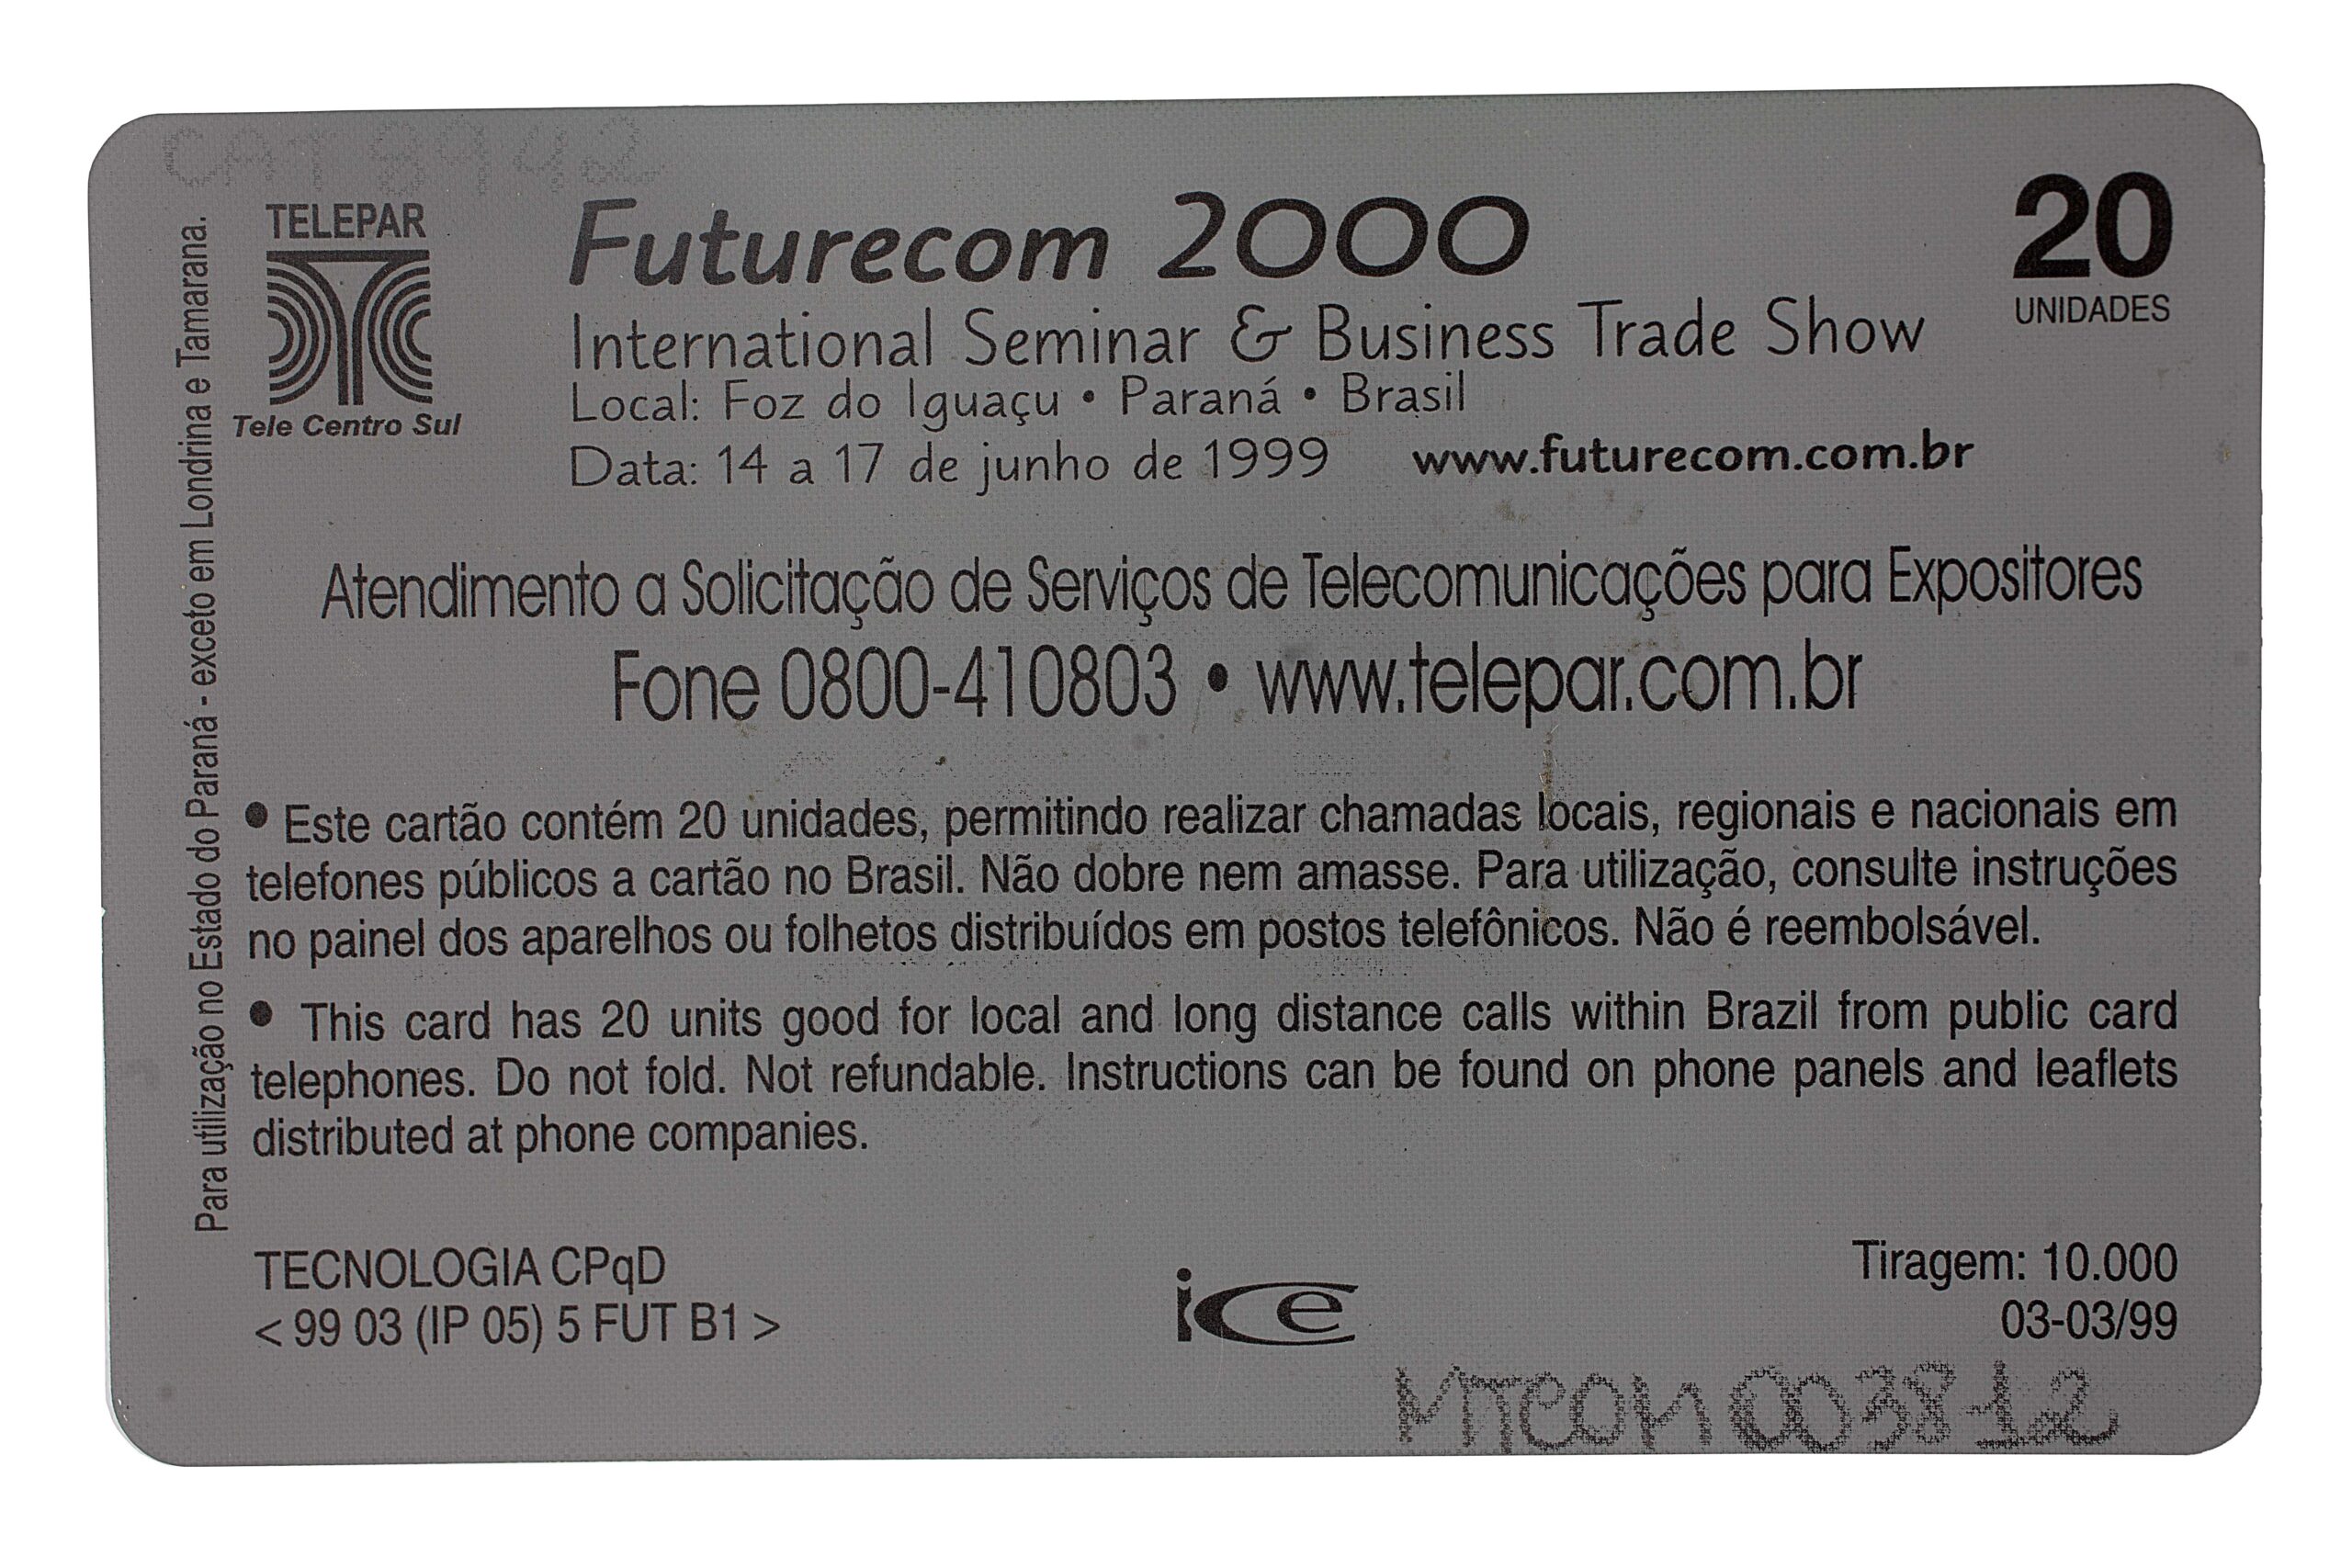 CAT 8942
TELEPAR
Tele Centro Sul
Futurecom 2000
International Seminar & Business Trade Show
Local: Foz do Iguaçu • Paraná • Brasil
Data: 14 a 17 de junho de 1999 www.futurecom.com.br
20
UNIDADES
Para utilização no Estado do Paraná - exceto em Londrina e Tamarana.
Atendimento a Solicitação de Serviços de Telecomunicações para Expositores
Fone 0800-410803 • www.telepar.com.br
• Este cartão contém 20 unidades, permitindo realizar chamadas locais, regionais e nacionais em
telefones públicos a cartão no Brasil. Não dobre nem amasse. Para utilização, consulte instruções
no painel dos aparelhos ou folhetos distribuídos em postos telefônicos. Não é reembolsável.
• This card has 20 units good for local and long distance calls within Brazil from public card
telephones. Do not fold. Not refundable. Instructions can be found on phone panels and leaflets
distributed at phone companies.
TECNOLOGIA CPqD
< 99 03 (IP 05) 5 FUT B1 >
ice
Tiragem: 10.000
03-03/99
MTCOM 003812